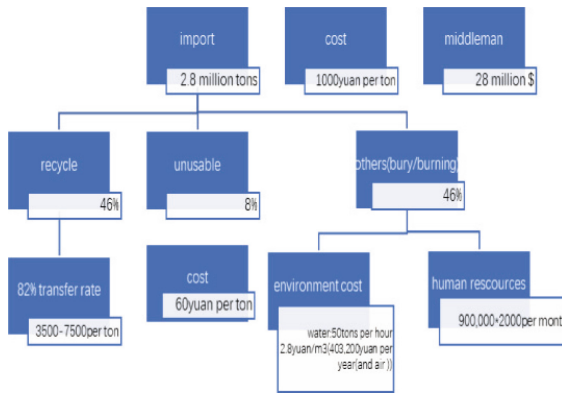 import
2.8 million tons
cost
1000yuan per ton
middleman
28 million $
recycle
46%
unusable
8%
others(bury/burning)
46%
82% transfer rate
3500-7500per ton
cost
60yuan per ton
environment cost
water:50tons per hour
2.8yuan/m3(403,200yuan per
year(and air ))
human rescources
900,000*2000per mont